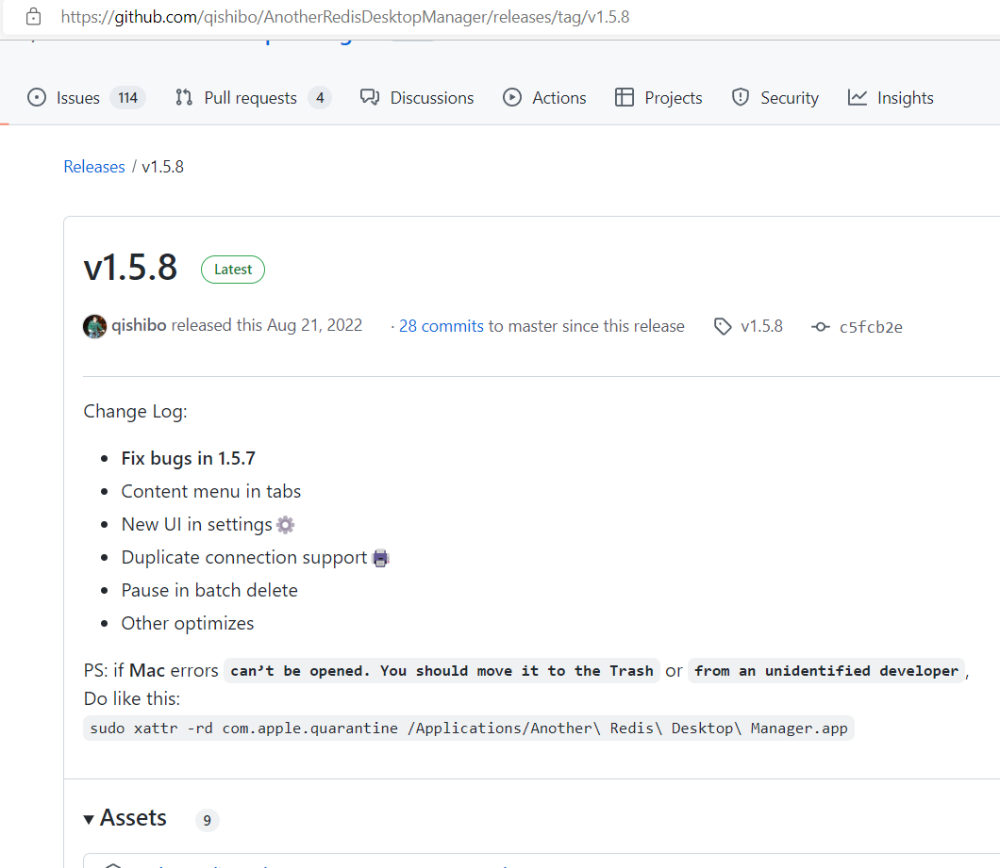 https://github.com/qishibo/AnotherRedisDesktopManager/releases/tag/v1.5.8
Issues 114 Pull requests 4 Discussions Actions Projects Security Insights
Releases / v1.5.8
v1.5.8 Latest
qishibo released this Aug 21, 2022 · 28 commits to master since this release v1.5.8 c5fcb2e
Change Log:
• Fix bugs in 1.5.7
• Content menu in tabs
• New UI in settings
• Duplicate connection support
• Pause in batch delete
• Other optimizes
PS: if Mac errors can’t be opened. You should move it to the Trash or from an unidentified developer,
Do like this:
sudo xattr -rd com.apple.quarantine /Applications/Another\ Redis\ Desktop\ Manager.app
Assets 9